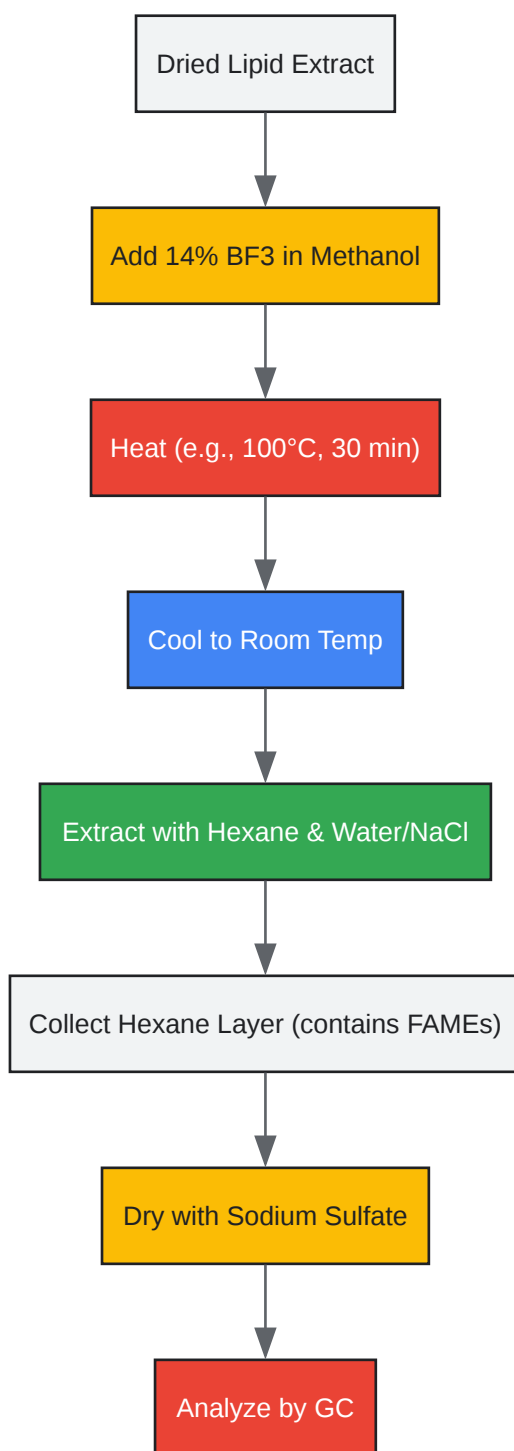 Dried Lipid Extract
Add 14% BF3 in Methanol
Heat (e.g., 100°C, 30 min)
Cool to Room Temp
Extract with Hexane & Water/NaCl
Collect Hexane Layer (contains FAMEs)
Dry with Sodium Sulfate
Analyze by GC